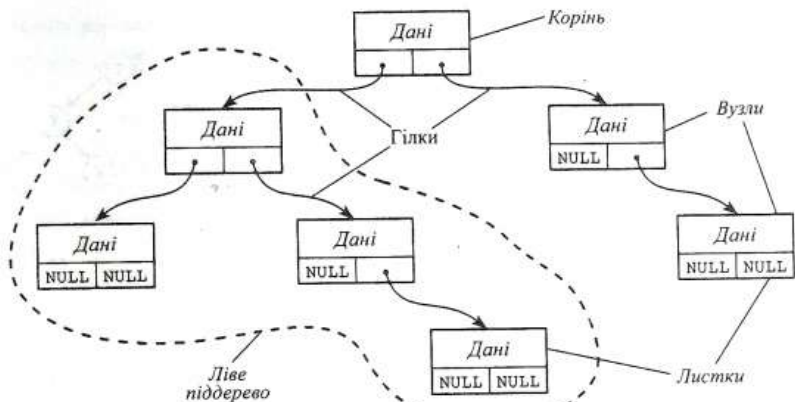 Дані
Корінь
Дані
Гілки
Дані
NULL
Вузли
Дані
NULL NULL
Дані
NULL
Дані
NULL NULL
Дані
NULL NULL
Ліве
піддерево
Листки